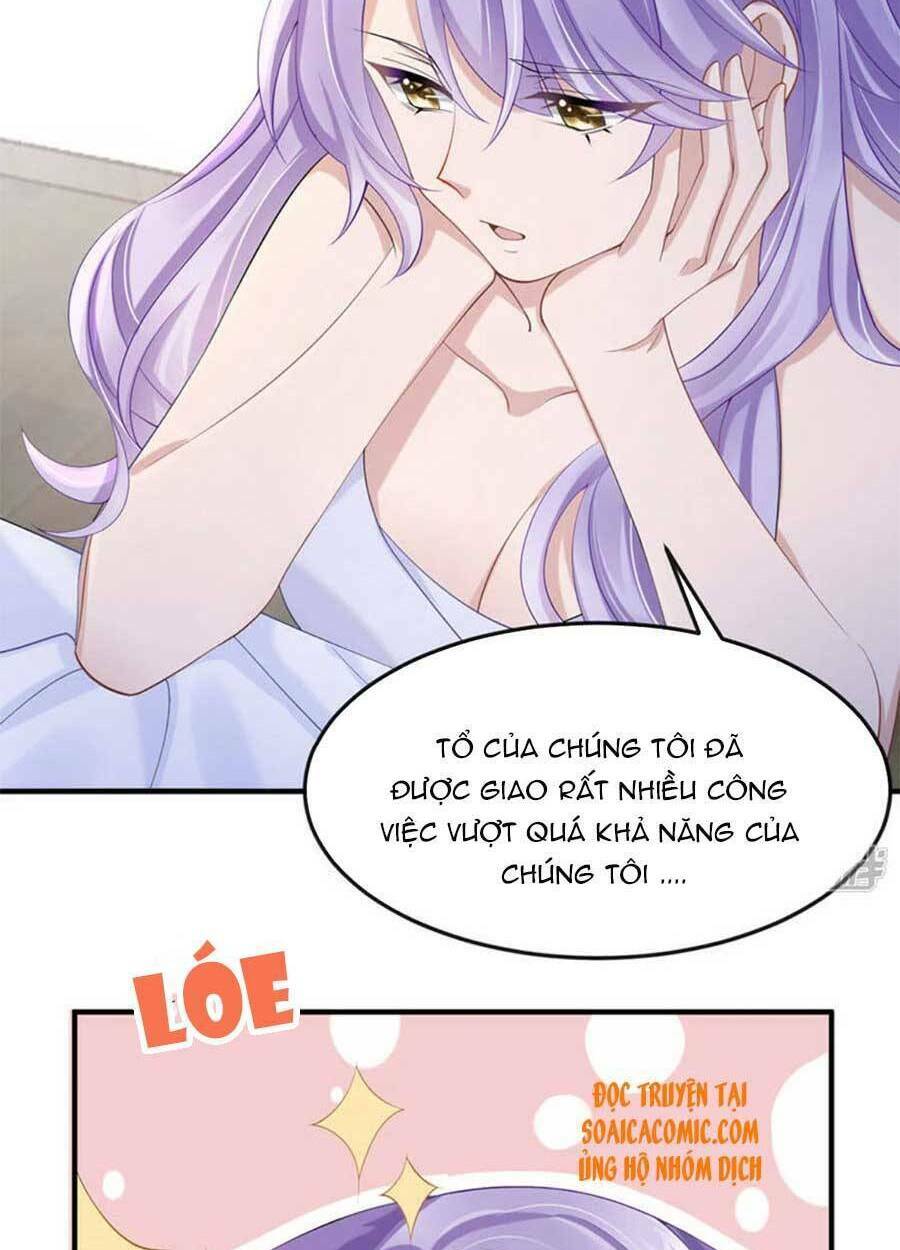 TỔ CỦA CHÚNG TÔI ĐÃ
ĐƯỢC GIAO RẤT NHIỀU CÔNG
VIỆC VƯỢT QUÁ KHẢ NĂNG CỦA
CHÚNG TÔI ....
LÓE
ĐỌC TRUYỆN TẠI
SOAICACOMIC.COM
ỦNG HỘ NHÓM DỊCH